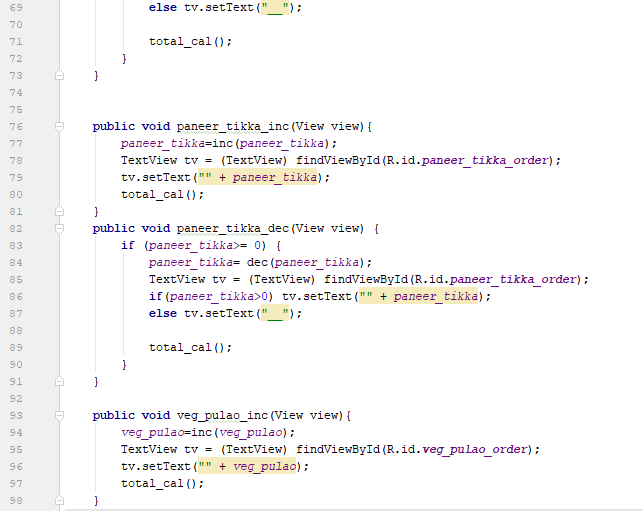 69 else tv.setText("__");
70
71 total_cal();
72 }
73 }
74
75
76 public void paneer_tikka_inc(View view){
77 paneer_tikka=inc(paneer_tikka);
78 TextView tv = (TextView) findViewById(R.id.paneer_tikka_order);
79 tv.setText("" + paneer_tikka);
80 total_cal();
81 }
82 public void paneer_tikka_dec(View view) {
83 if (paneer_tikka>= 0) {
84 paneer_tikka= dec(paneer_tikka);
85 TextView tv = (TextView) findViewById(R.id.paneer_tikka_order);
86 if(paneer_tikka>0) tv.setText("" + paneer_tikka);
87 else tv.setText("__");
88
89 total_cal();
90 }
91 }
92
93 public void veg_pulao_inc(View view){
94 veg_pulao=inc(veg_pulao);
95 TextView tv = (TextView) findViewById(R.id.veg_pulao_order);
96 tv.setText("" + veg_pulao);
97 total_cal();
98 }